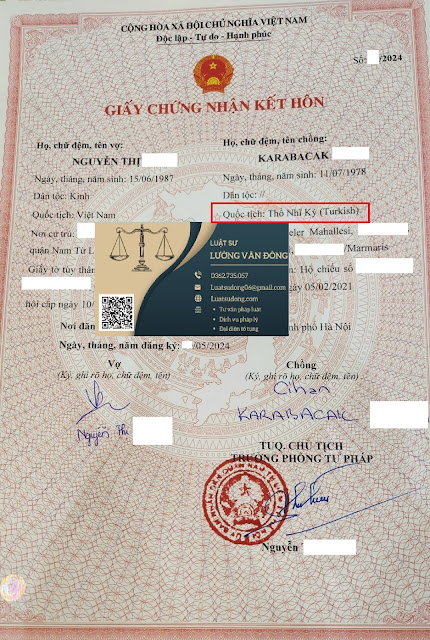 CỘNG HÒA XÃ HỘI CHỦ NGHĨA VIỆT NAM
Độc lập - Tự do - Hạnh phúc
Số: /2024
GIẤY CHỨNG NHẬN KẾT HÔN
Họ, chữ đệm, tên vợ:
NGUYỄN THỊ
Ngày, tháng, năm sinh: 15/06/1987
Dân tộc: Kinh
Quốc tịch: Việt Nam
Nơi cư trú:
quận Nam Từ L
Giấy tờ tùy thân
Họ, chữ đệm, tên chồng:
KARABACAK
Ngày, tháng, năm sinh: 11/07/1978
Dân tộc: //
Quốc tịch: Thổ Nhĩ Kỳ (Turkish)
eler Mahallesi,
/Marmaris
Hộ chiếu số
ngày 05/02/2021
nội cấp ngày 10/
LUẬT SƯ
LƯƠNG VĂN ĐÔNG
0362.735.057
Luatsudong06@gmail.com
Luatsudong.com
Tư vấn pháp luật
Dịch vụ pháp lý
Đại diện tố tụng
Nơi đăn
nh phố Hà Nội
Ngày, tháng, năm đăng ký: /05/2024
Vợ
(Ký, ghi rõ họ, chữ đệm, tên)
Nguyễn Thị
Chồng
(Ký, ghi rõ họ, chữ đệm, tên)
Cihan
KARABACAK
TUQ. CHỦ TỊCH
TRƯỞNG PHÒNG TƯ PHÁP
Nguyễn